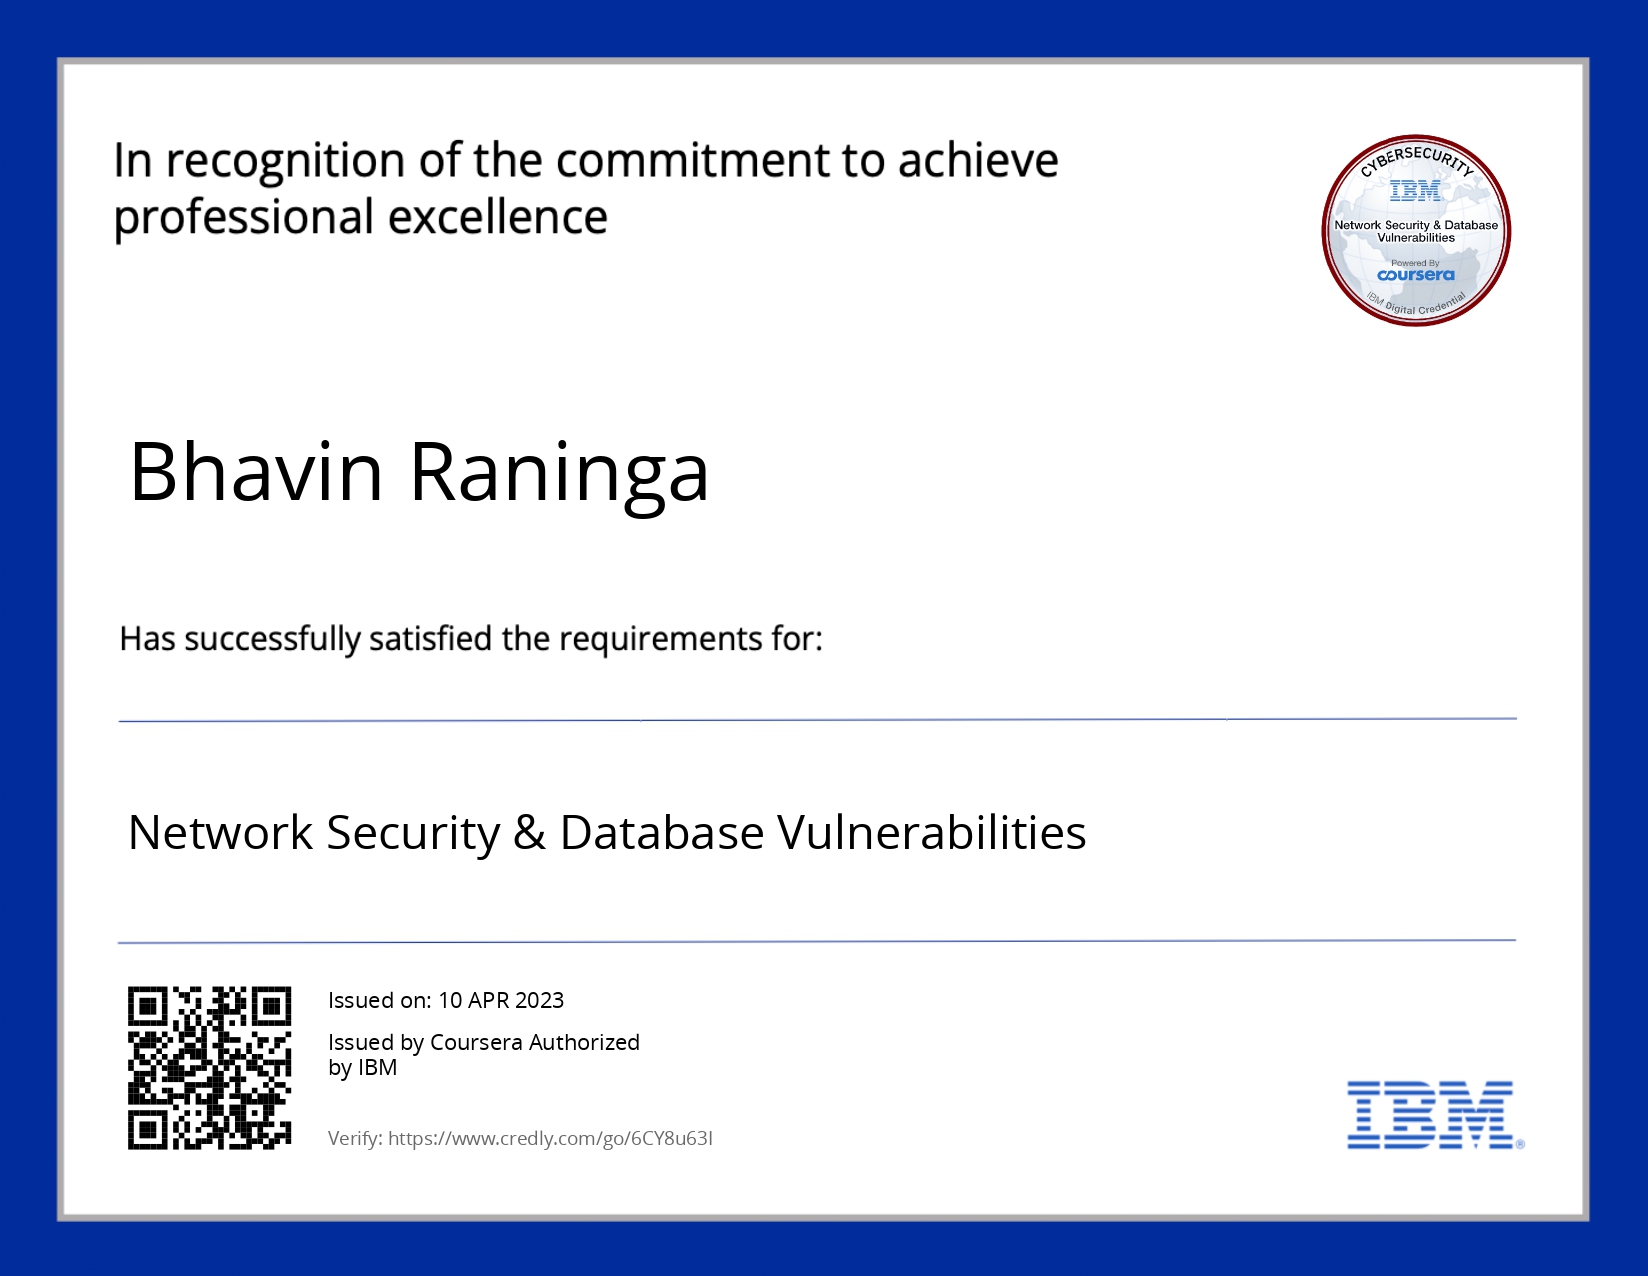 In recognition of the commitment to achieve
professional excellence
CYBERSECURITY
IBM
Network Security & Database
Vulnerabilities
Powered By
coursera
IBM Digital Credential
Bhavin Raninga
Has successfully satisfied the requirements for:
Network Security & Database Vulnerabilities
Issued on: 10 APR 2023
Issued by Coursera Authorized
by IBM
Verify: https://www.credly.com/go/6CY8u63I
IBM®